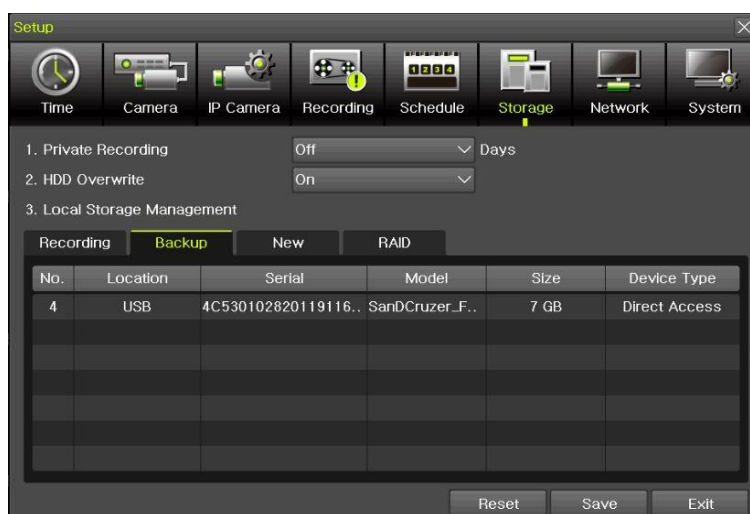 Setup
Time Camera IP Camera Recording Schedule Storage Network System
1. Private Recording Off Days
2. HDD Overwrite On
3. Local Storage Management
Recording Backup New RAID
No. Location Serial Model Size Device Type
4 USB 4C530102820119116.. SanDCruzer_F.. 7 GB Direct Access
Reset Save Exit